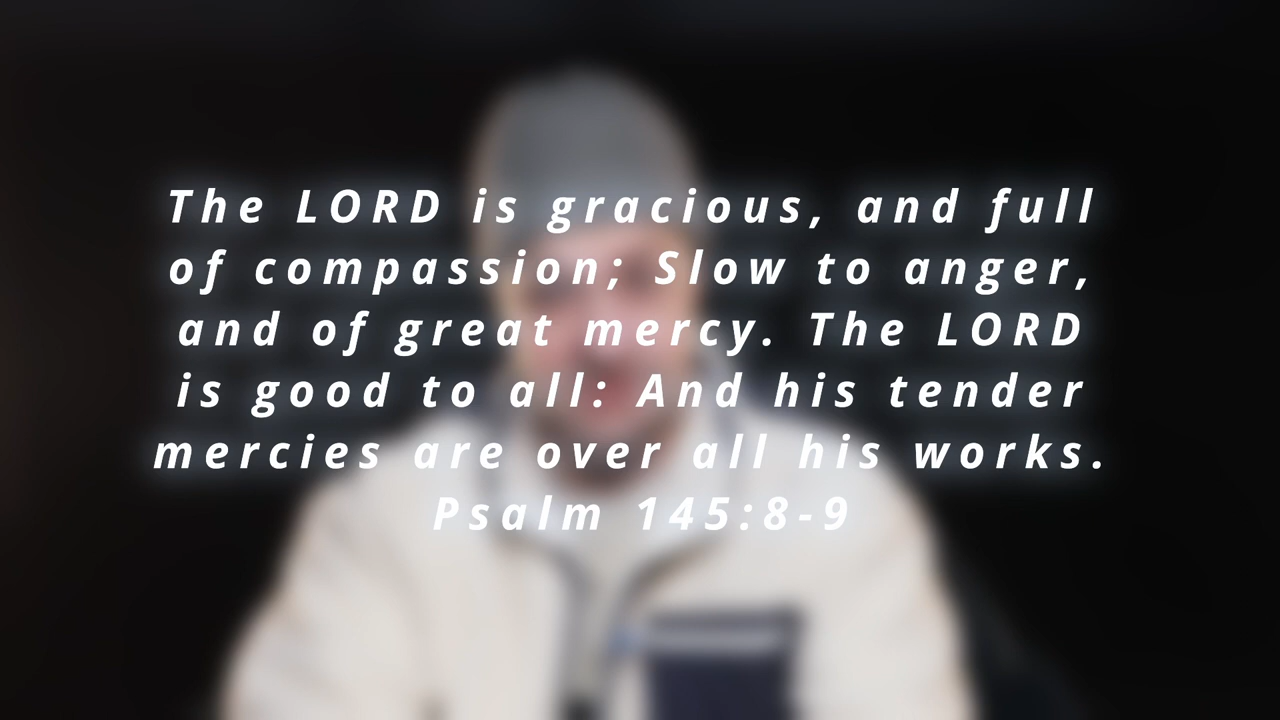 The LORD is gracious, and full
of compassion; Slow to anger,
and of great mercy. The LORD
is good to all: And his tender
mercies are over all his works.
Psalm 145:8-9